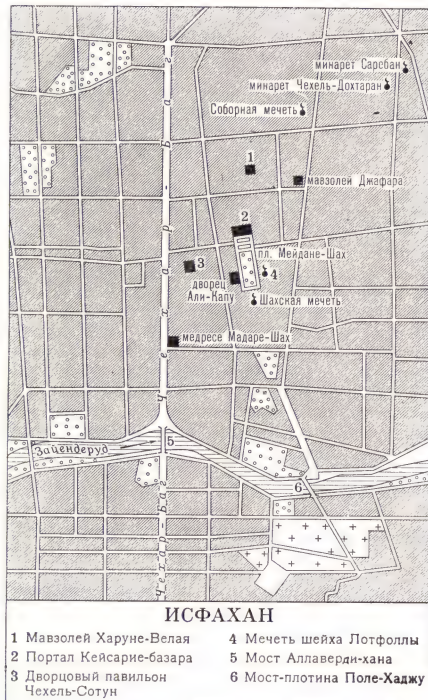 минарет Саребан
минарет Чехель-Дохтаран
Соборная мечеть
1
мавзолей Джафара
2
пл. Мейдане-Шах
3
4
дворец
Али-Капу
Шахская мечеть
медресе Мадаре-Шах
Чехар-Баг
5
Зайендеруд
6
Чехар-Баг
ИСФАХАН
1 Мавзолей Харуне-Велая
2 Портал Кейсарие-базара
3 Дворцовый павильон
Чехель-Сотун
4 Мечеть шейха Лотфоллы
5 Мост Аллаверди-хана
6 Мост-плотина Поле-Хаджу